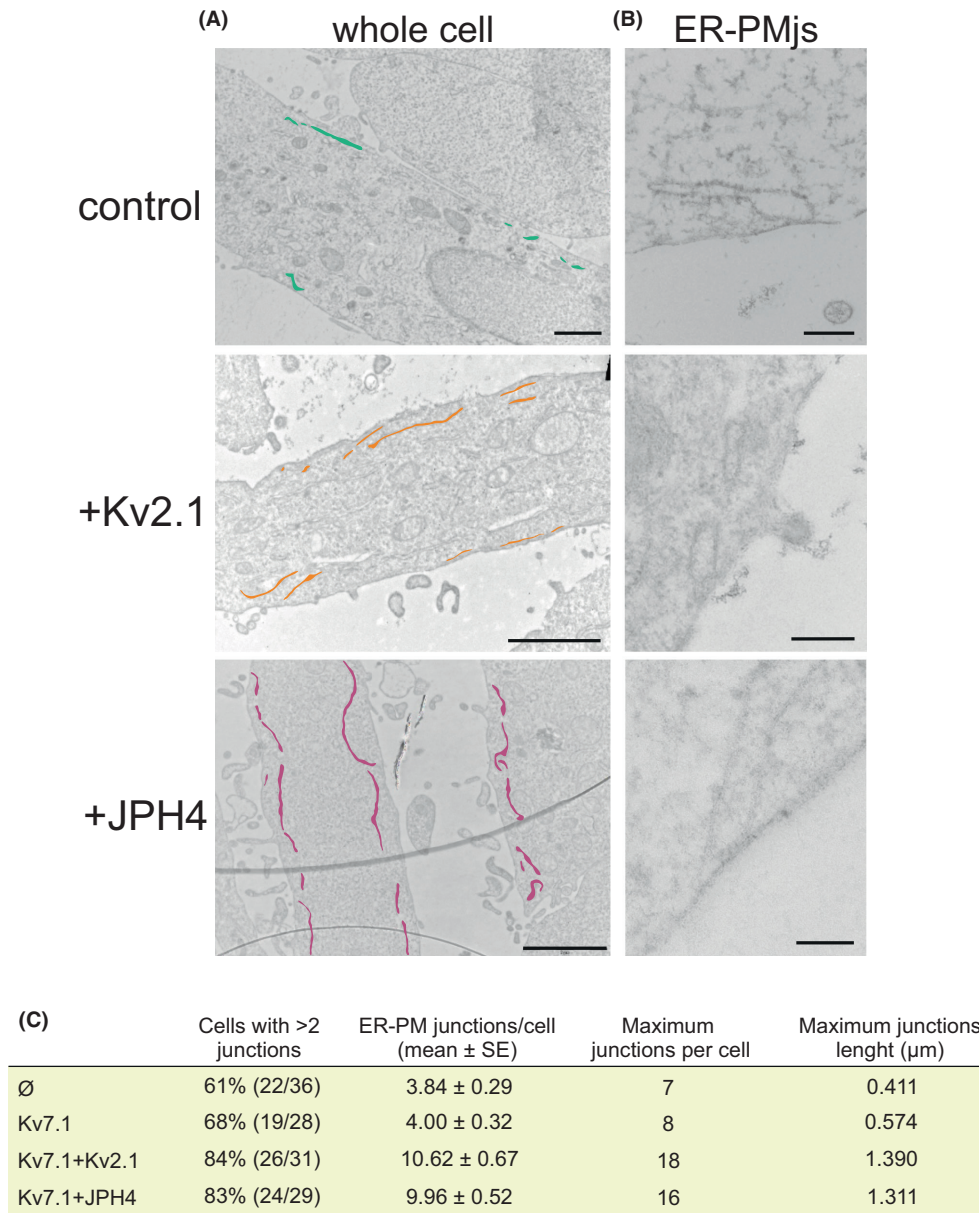 (A)
whole cell
(B)
ER-PMjs
control
+Kv2.1
+JPH4
(C)
Cells with >2 junctions
ER-PM junctions/cell (mean ± SE)
Maximum junctions per cell
Maximum junctions lenght (µm)
Ø 61% (22/36) 3.84 ± 0.29 7 0.411
Kv7.1 68% (19/28) 4.00 ± 0.32 8 0.574
Kv7.1+Kv2.1 84% (26/31) 10.62 ± 0.67 18 1.390
Kv7.1+JPH4 83% (24/29) 9.96 ± 0.52 16 1.311